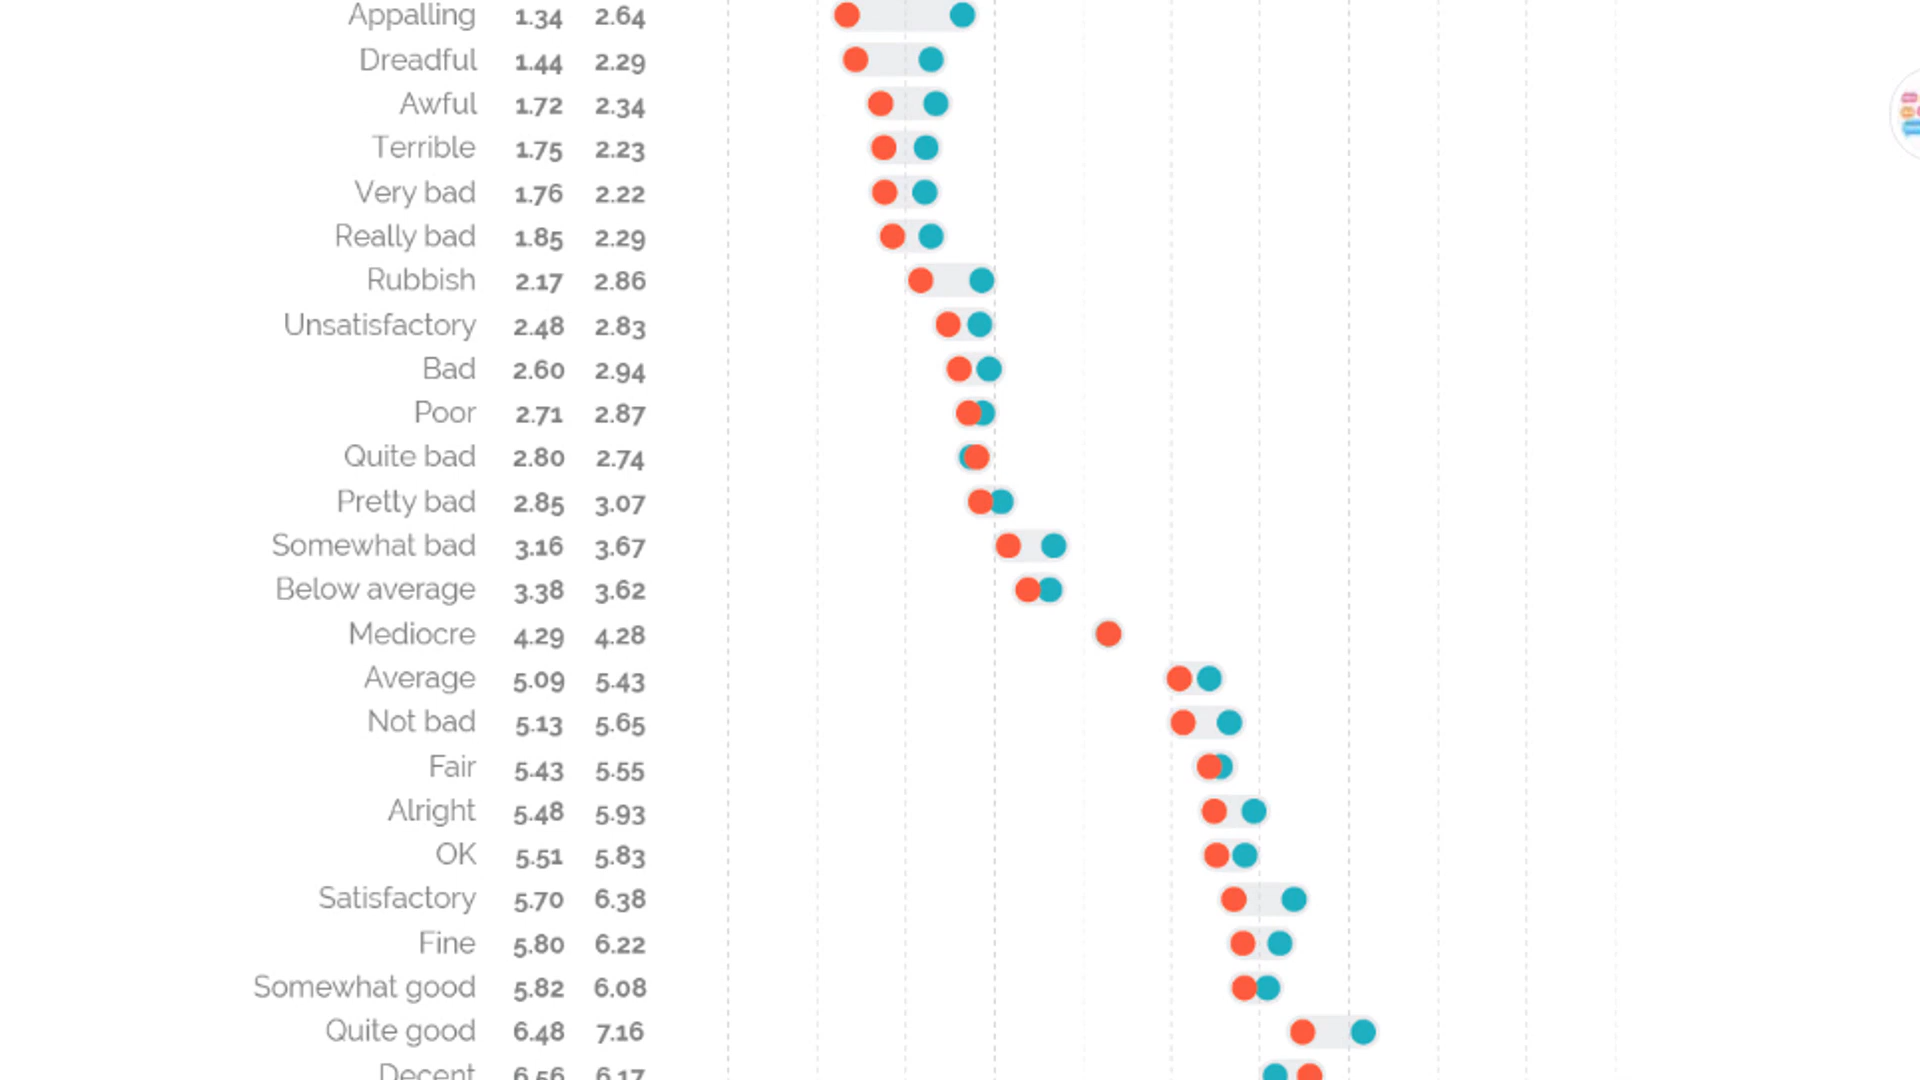 Appalling 1.34 2.64
Dreadful 1.44 2.29
Awful 1.72 2.34
Terrible 1.75 2.23
Very bad 1.76 2.22
Really bad 1.85 2.29
Rubbish 2.17 2.86
Unsatisfactory 2.48 2.83
Bad 2.60 2.94
Poor 2.71 2.87
Quite bad 2.80 2.74
Pretty bad 2.85 3.07
Somewhat bad 3.16 3.67
Below average 3.38 3.62
Mediocre 4.29 4.28
Average 5.09 5.43
Not bad 5.13 5.65
Fair 5.43 5.55
Alright 5.48 5.93
OK 5.51 5.83
Satisfactory 5.70 6.38
Fine 5.80 6.22
Somewhat good 5.82 6.08
Quite good 6.48 7.16
Decent 6.56 6.17